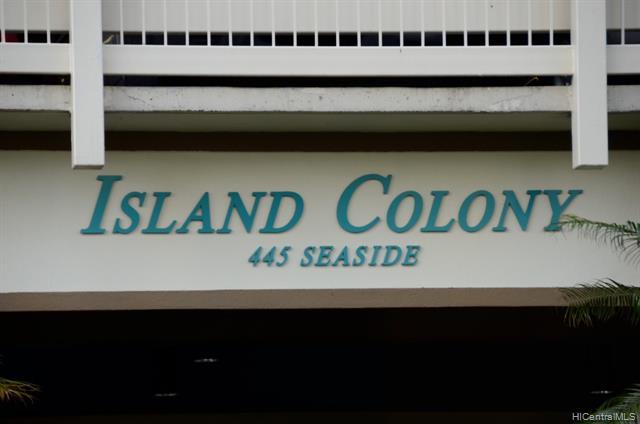 ISLAND COLONY
445 SEASIDE
HICentralMLS